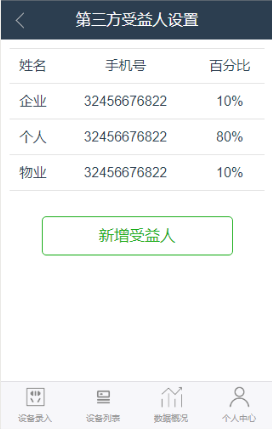 第三方受益人设置
姓名 手机号 百分比
企业 32456676822 10%
个人 32456676822 80%
物业 32456676822 10%
新增受益人
设备录入 设备列表 数据概况 个人中心